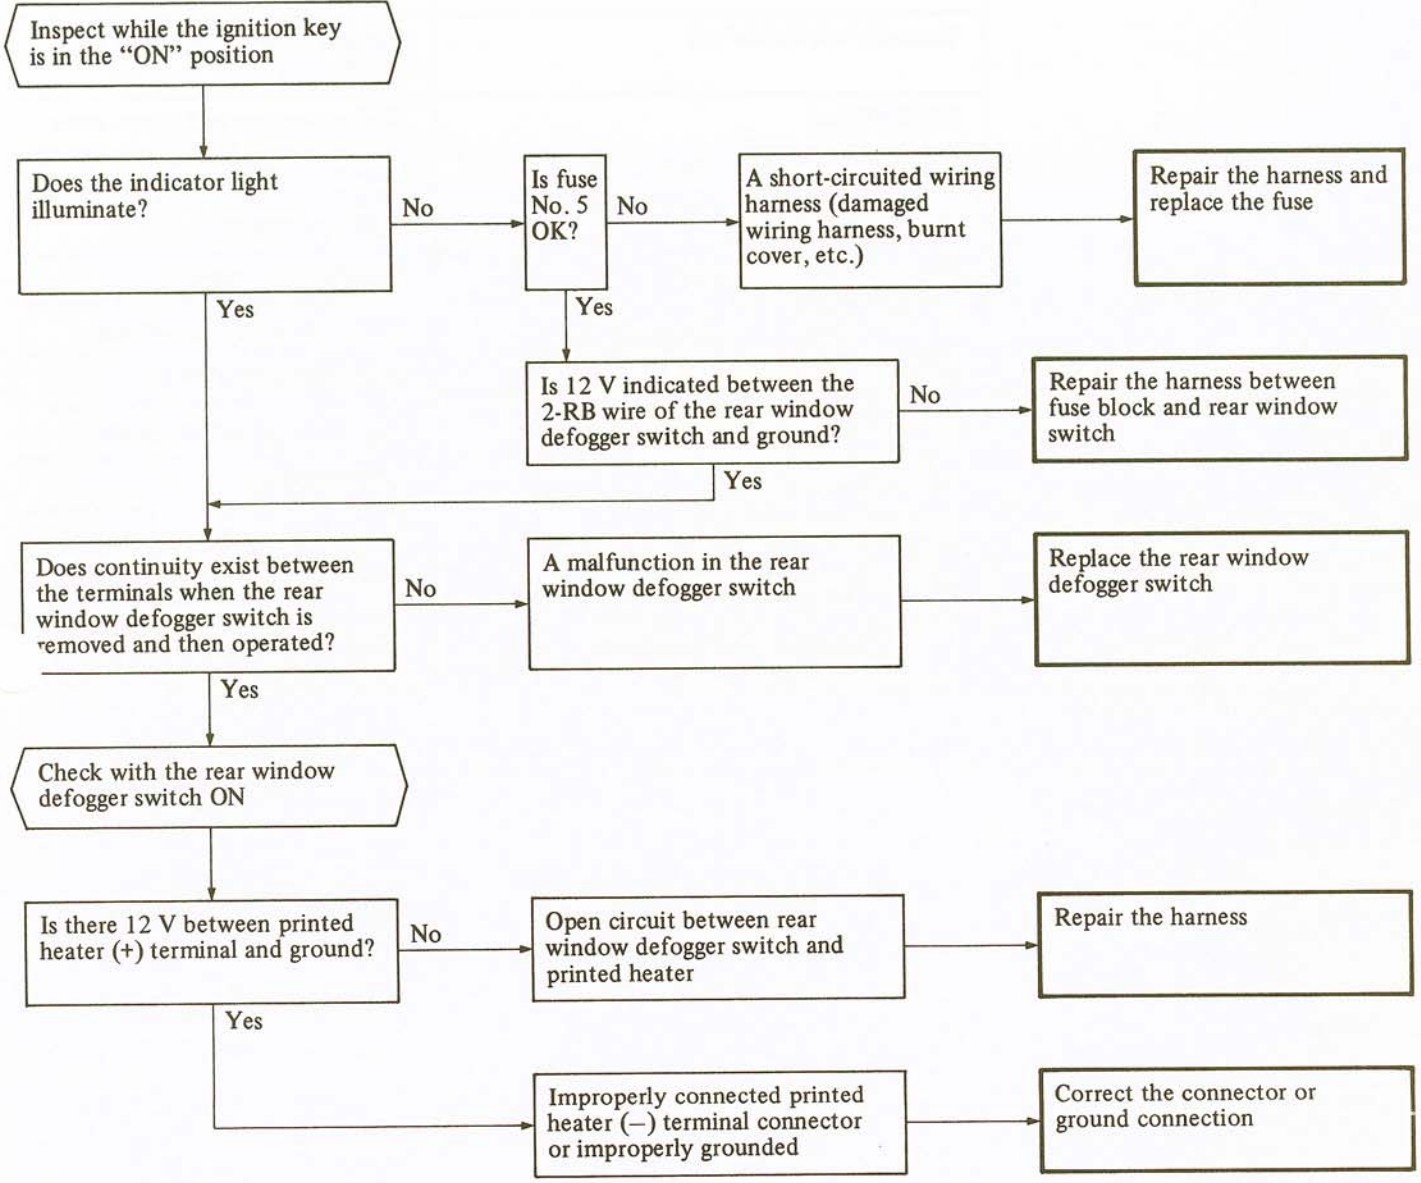 Inspect while the ignition key
is in the “ON” position
Does the indicator light
illuminate?
No
Is fuse
No. 5
OK?
No
A short-circuited wiring
harness (damaged
wiring harness, burnt
cover, etc.)
Repair the harness and
replace the fuse
Yes
Yes
Is 12 V indicated between the
2-RB wire of the rear window
defogger switch and ground?
No
Repair the harness between
fuse block and rear window
switch
Yes
Does continuity exist between
the terminals when the rear
window defogger switch is
removed and then operated?
No
A malfunction in the rear
window defogger switch
Replace the rear window
defogger switch
Yes
Check with the rear window
defogger switch ON
Is there 12 V between printed
heater (+) terminal and ground?
No
Open circuit between rear
window defogger switch and
printed heater
Repair the harness
Yes
Improperly connected printed
heater (−) terminal connector
or improperly grounded
Correct the connector or
ground connection